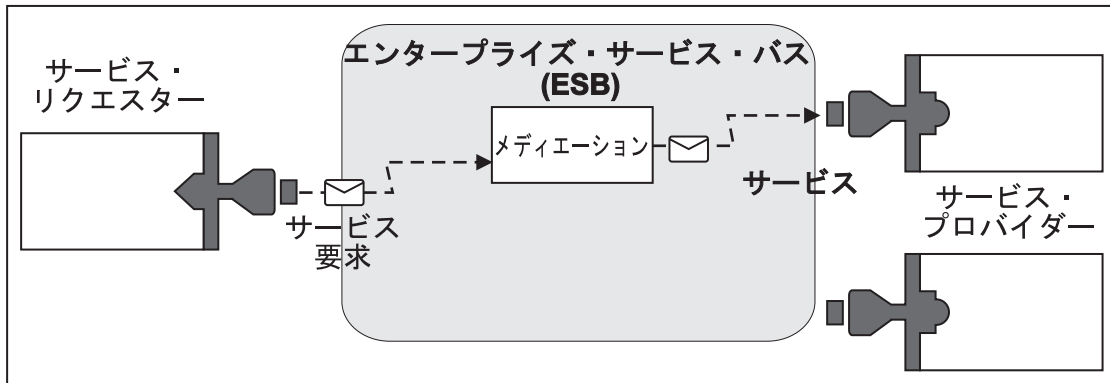 サービス・
リクエスター
エンタープライズ・サービス・バス
(ESB)
メディエーション
サービス
要求
サービス
サービス・
プロバイダー